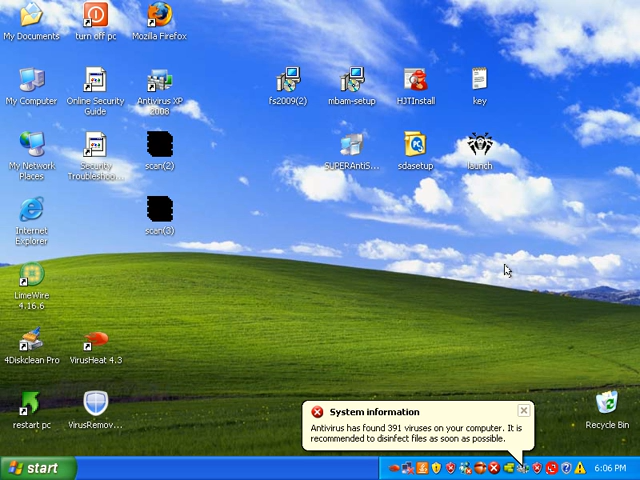 My Documents
turn off pc
Mozilla Firefox
My Computer
Online Security
Guide
Antivirus XP
2008
fs2009(2)
mbam-setup
HJTInstall
key
My Network
Places
Security
Troubleshoo...
scan(2)
SUPERAntiS...
sdasetup
launch
Internet
Explorer
scan(3)
LimeWire
4.16.6
4Diskclean Pro
VirusHeat 4.3
restart pc
VirusRemov...
System information
Antivirus has found 391 viruses on your computer. It is
recommended to disinfect files as soon as possible.
Recycle Bin
start
6:06 PM